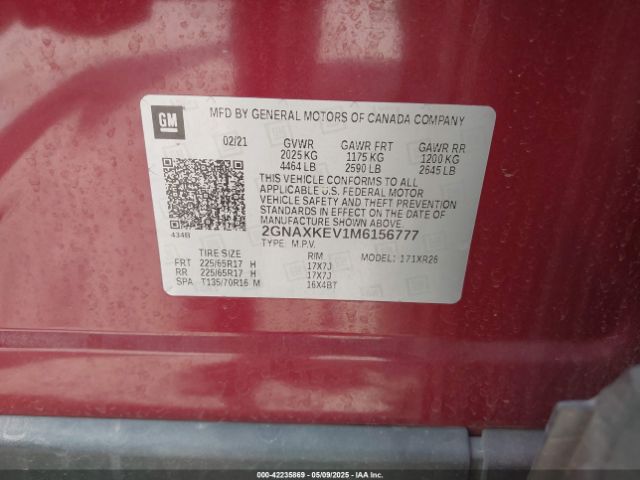 GM
MFD BY GENERAL MOTORS OF CANADA COMPANY
02/21 GVWR GAWR FRT GAWR RR
2025 KG 1175 KG 1200 KG
4464 LB 2590 LB 2645 LB
THIS VEHICLE CONFORMS TO ALL
APPLICABLE U.S. FEDERAL MOTOR
VEHICLE SAFETY AND THEFT PREVENTION
STANDARDS IN EFFECT ON THE DATE OF
MANUFACTURE SHOWN ABOVE.
434B 2GNAXKEV1M6156777
TYPE: M.P.V. MODEL: 171XR26
TIRE SIZE RIM
FRT 225/65R17 H 17X7J
RR 225/65R17 H 17X7J
SPA T135/70R16 M 16X4BT
000-42235869 | 05/09/2025 | IAA Inc.